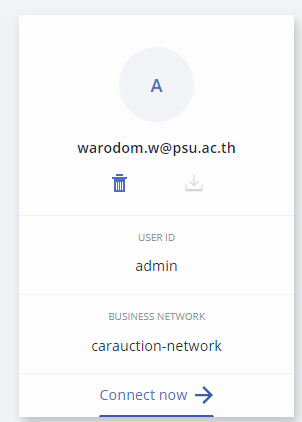 A
warodom.w@psu.ac.th
USER ID
admin
BUSINESS NETWORK
carauction-network
Connect now